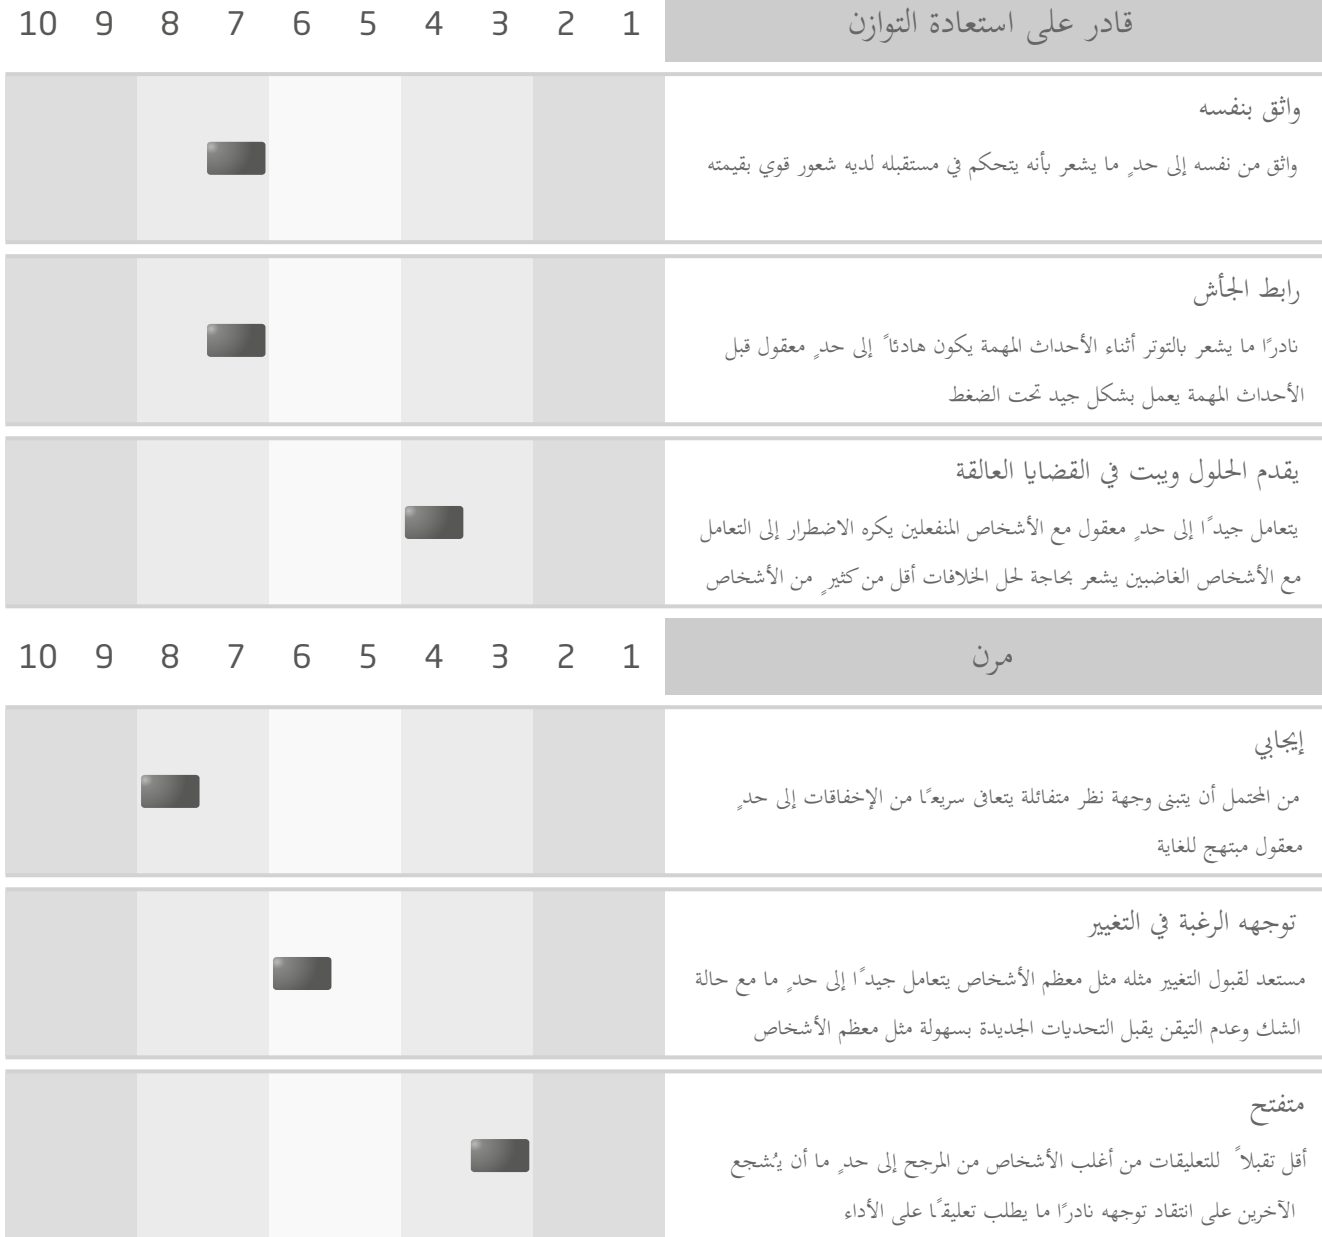 قادر على استعادة التوازن
1 2 3 4 5 6 7 8 9 10
واثق بنفسه
واثق من نفسه إلى حدٍ ما يشعر بأنه يتحكم في مستقبله لديه شعور قوي بقيمته
رابط الجأش
نادرًا ما يشعر بالتوتر أثناء الأحداث المهمة يكون هادئاً إلى حدٍ معقول قبل
الأحداث المهمة يعمل بشكل جيد تحت الضغط
يقدم الحلول ويبت في القضايا العالقة
يتعامل جيدًا إلى حدٍ معقول مع الأشخاص المنفعلين يكره الاضطرار إلى التعامل
مع الأشخاص الغاضبين يشعر بحاجة لحل الخلافات أقل من كثيرٍ من الأشخاص
مرن
1 2 3 4 5 6 7 8 9 10
إيجابي
من المحتمل أن يتبنى وجهة نظر متفائلة يتعافى سريعًا من الإخفاقات إلى حدٍ
معقول مبتهج للغاية
توجهه الرغبة في التغيير
مستعد لقبول التغيير مثله مثل معظم الأشخاص يتعامل جيدًا إلى حدٍ ما مع حالة
الشك وعدم التيقن يقبل التحديات الجديدة بسهولة مثل معظم الأشخاص
متفتح
أقل تقبلاً للتعليقات من أغلب الأشخاص من المرجح إلى حدٍ ما أن يُشجع
الآخرين على انتقاد توجهه نادرًا ما يطلب تعليقًا على الأداء